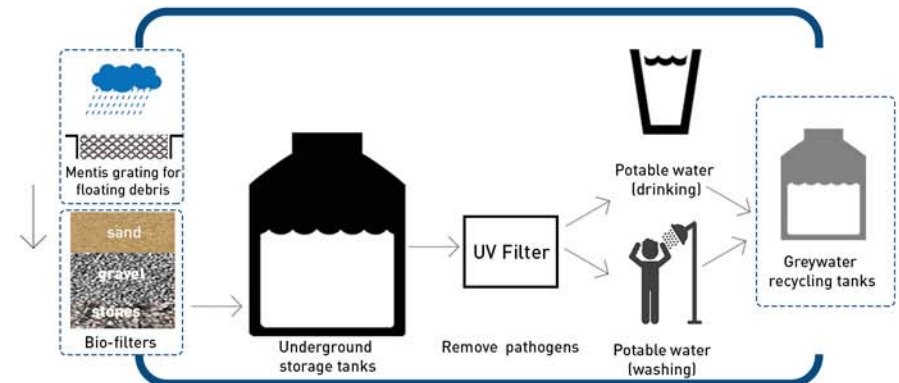 Mentis grating for
floating debris
sand
gravel
stones
Bio-filters
Underground
storage tanks
UV Filter
Remove pathogens
Potable water
(drinking)
Potable water
(washing)
Greywater
recycling tanks